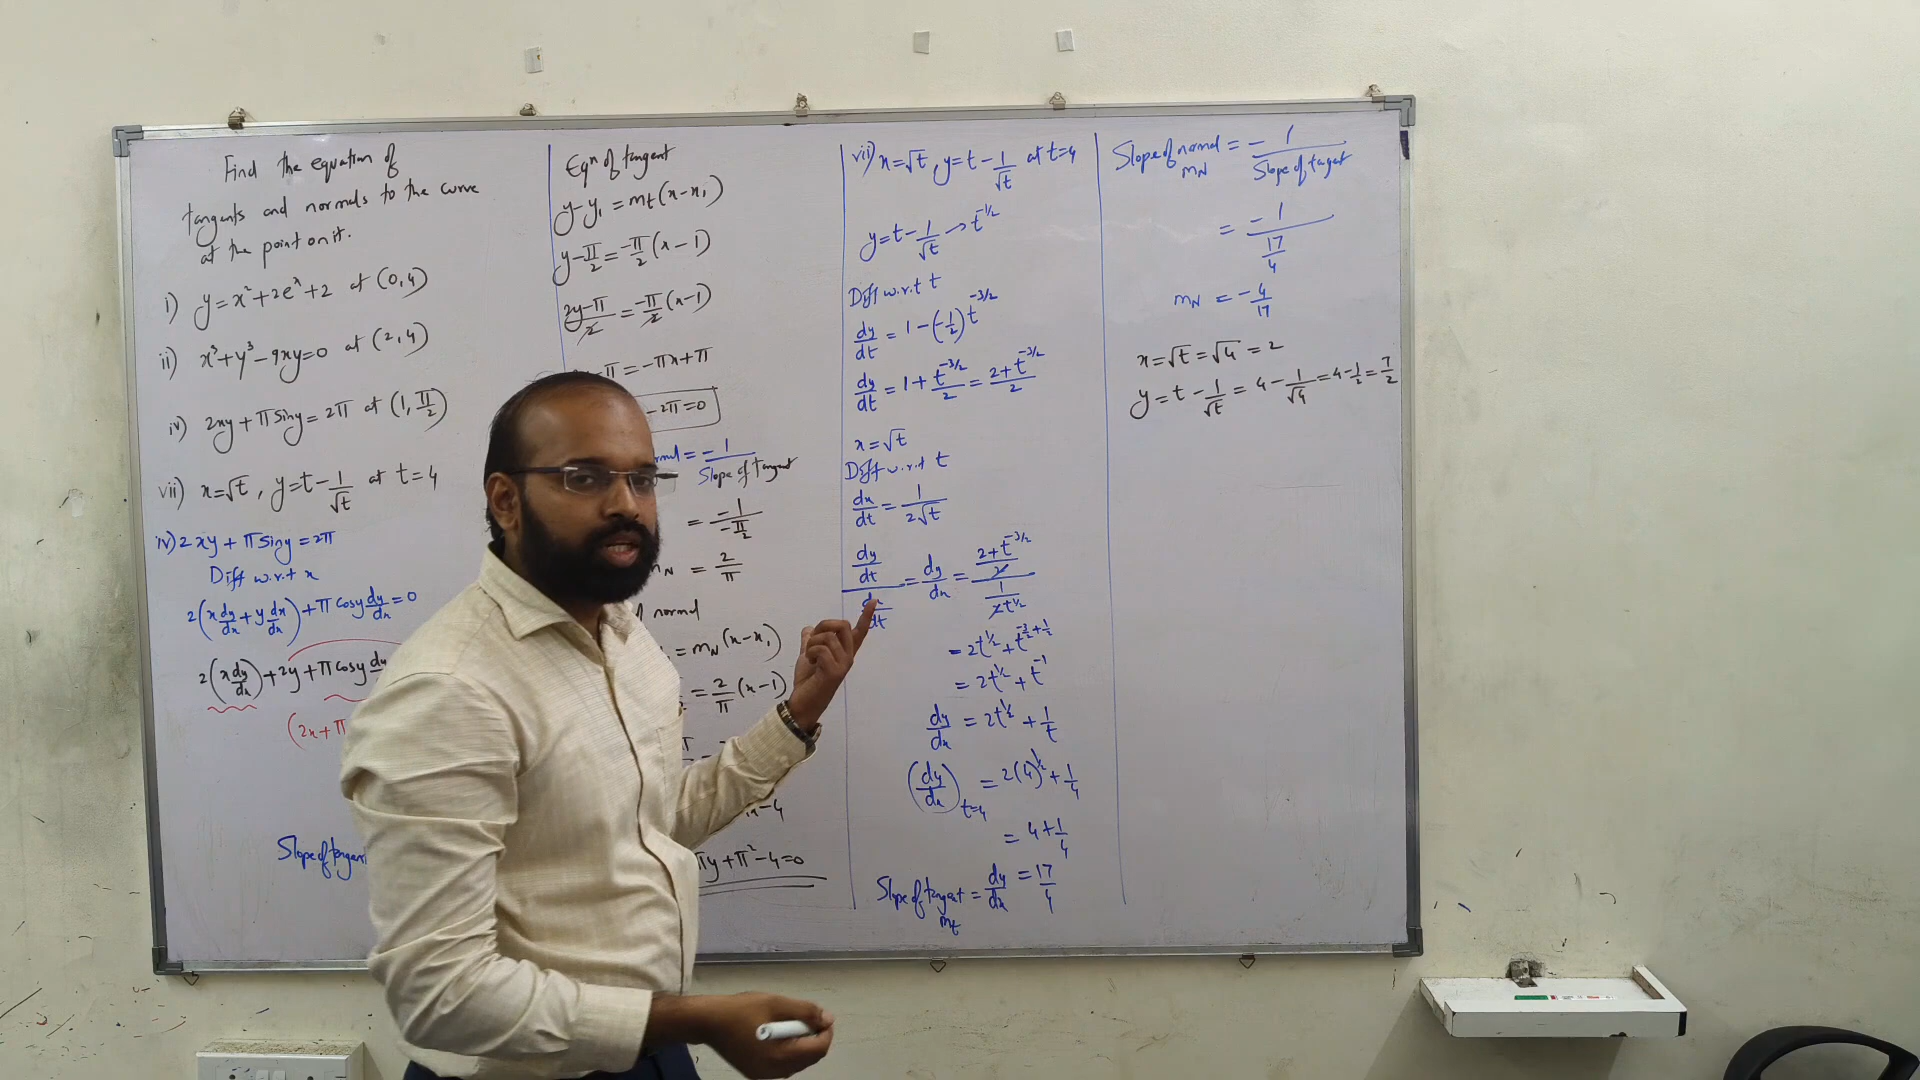 Find the equation of
tangents and normals to the curve
at the point on it.
i) y = x² + 2eˣ + 2 at (0,4)
ii) x³ + y³ - 9xy = 0 at (2,4)
iv) 2xy + π siny = 2π at (1, π/2)
vii) x = √t , y = t - 1/√t at t = 4
iv) 2xy + π siny = 2π
Diff w.r.t x
2(x dy/dx + y dx/dx) + π cosy dy/dx = 0
2(x dy/dx) + 2y + π cosy
(2x + π
Slope of tangent
Eqⁿ of tangent
y - y₁ = mt(x - x₁)
y - π/2 = -π/2 (x - 1)
(2y - π)/2 = -π/2 (x - 1)
- π = -πx + π
- 2π = 0
= -1/Slope of tangent
= -1/(-π/2)
= 2/π
normal
= mN(x - x₁)
= 2/π (x - 1)
- 4
πy + π² - 4 = 0
vii) x = √t , y = t - 1/√t at t = 4
y = t - 1/√t → t^(-1/2)
Diff w.r.t t
dy/dt = 1 - (-1/2) t^(-3/2)
dy/dt = 1 + t^(-3/2)/2 = (2 + t^(-3/2))/2
x = √t
Diff w.r.t t
dx/dt = 1/(2√t)
(dy/dt)/(dx/dt) = dy/dx = ((2 + t^(-3/2))/2)/(1/(2t^(1/2)))
= 2t^(1/2) + t^(-3/2 + 1/2)
= 2t^(1/2) + t^(-1)
dy/dx = 2t^(1/2) + 1/t
(dy/dx) t=4 = 2(4)^(1/2) + 1/4
= 4 + 1/4
Slope of tangent mt = dy/dx = 17/4
Slope of normal mN = -1/Slope of tangent
= -1/(17/4)
mN = -4/17
x = √t = √4 = 2
y = t - 1/√t = 4 - 1/√4 = 4 - 1/2 = 7/2